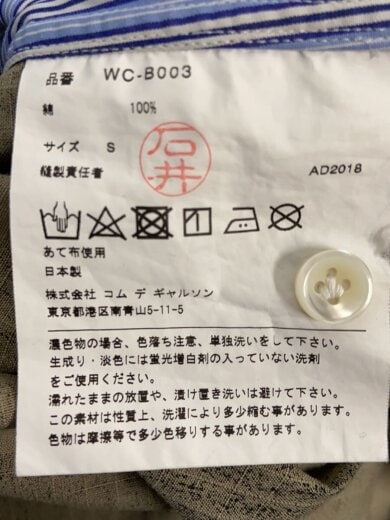 品番 WC-B003
綿 100%
サイズ S
縫製責任者
石井
AD2018
あて布使用
日本製
株式会社 コム デ ギャルソン
東京都港区南青山5-11-5
濃色物の場合、色落ち注意、単独洗いをして下さい。
生成り・淡色には蛍光増白剤の入っていない洗剤
をご使用ください。
濡れたままの放置や、漬け置き洗いは避けて下さい。
この素材は性質上、洗濯により多少縮む事があります。
色物は摩擦等で多少色移りする事があります。